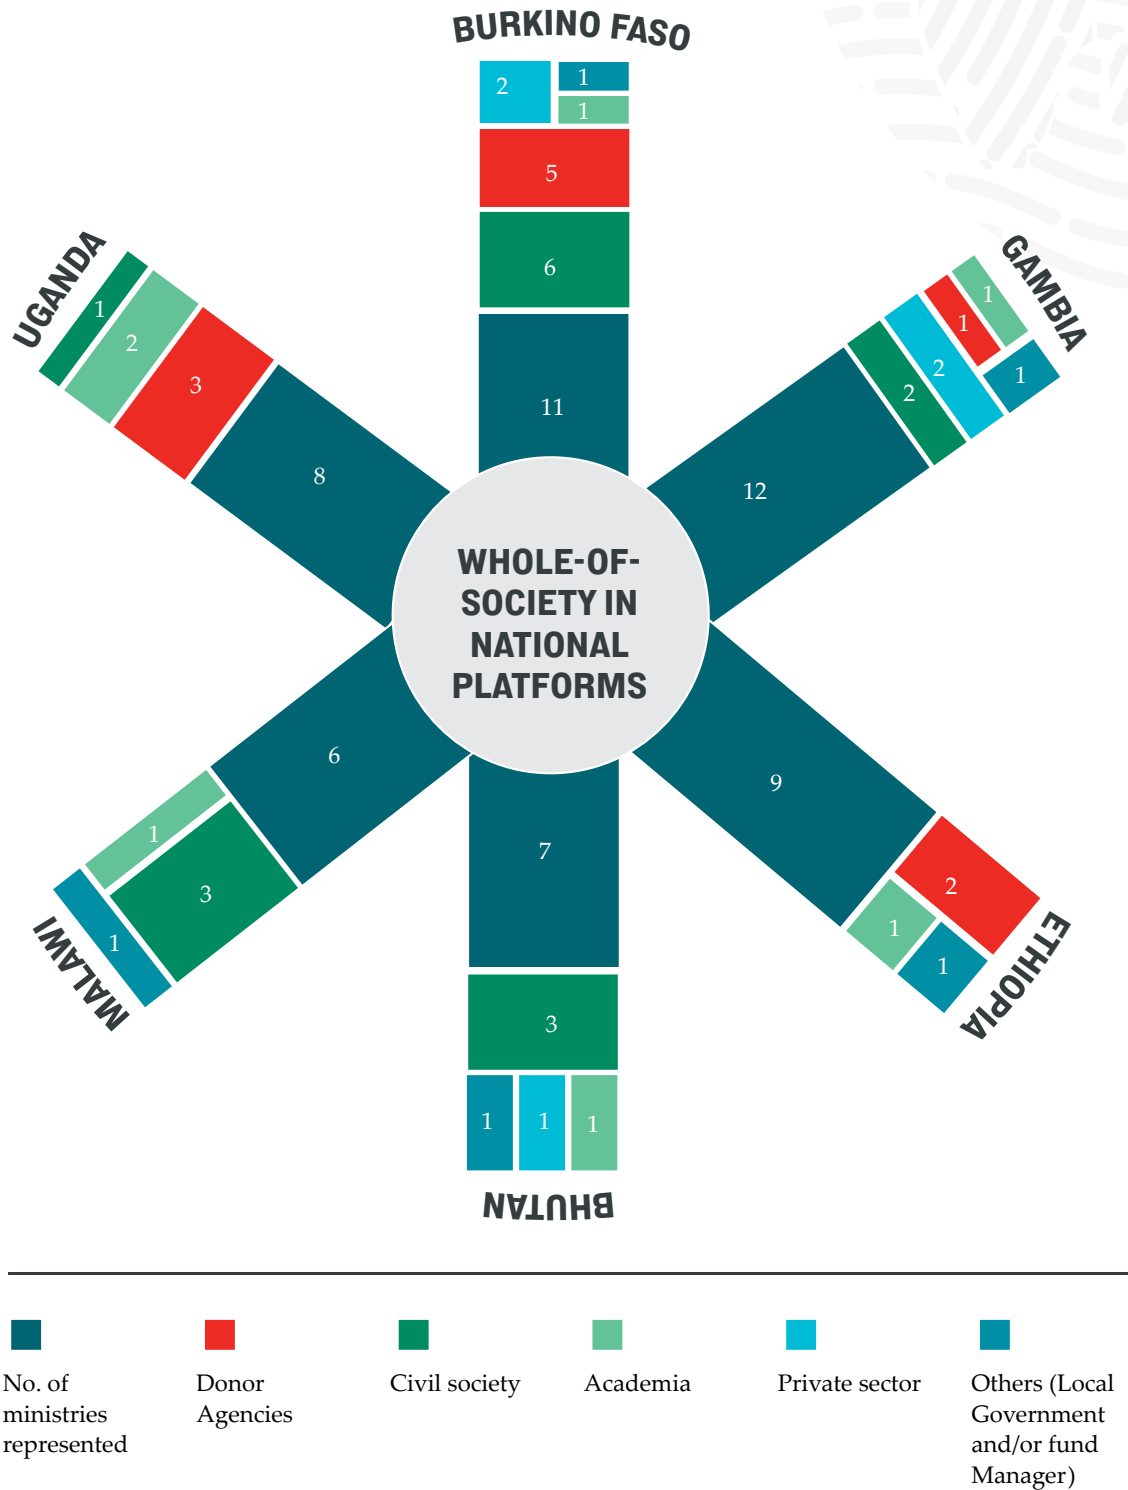 BURKINO FASO
2
1
1
5
6
11
UGANDA
1
2
3
8
GAMBIA
1
1
1
2
2
12
WHOLE-OF-
SOCIETY IN
NATIONAL
PLATFORMS
6
1
3
1
MALAWI
9
2
1
1
ETHIOPIA
7
3
1
1
1
BHUTAN
No. of
ministries
represented
Donor
Agencies
Civil society
Academia
Private sector
Others (Local
Government
and/or fund
Manager)